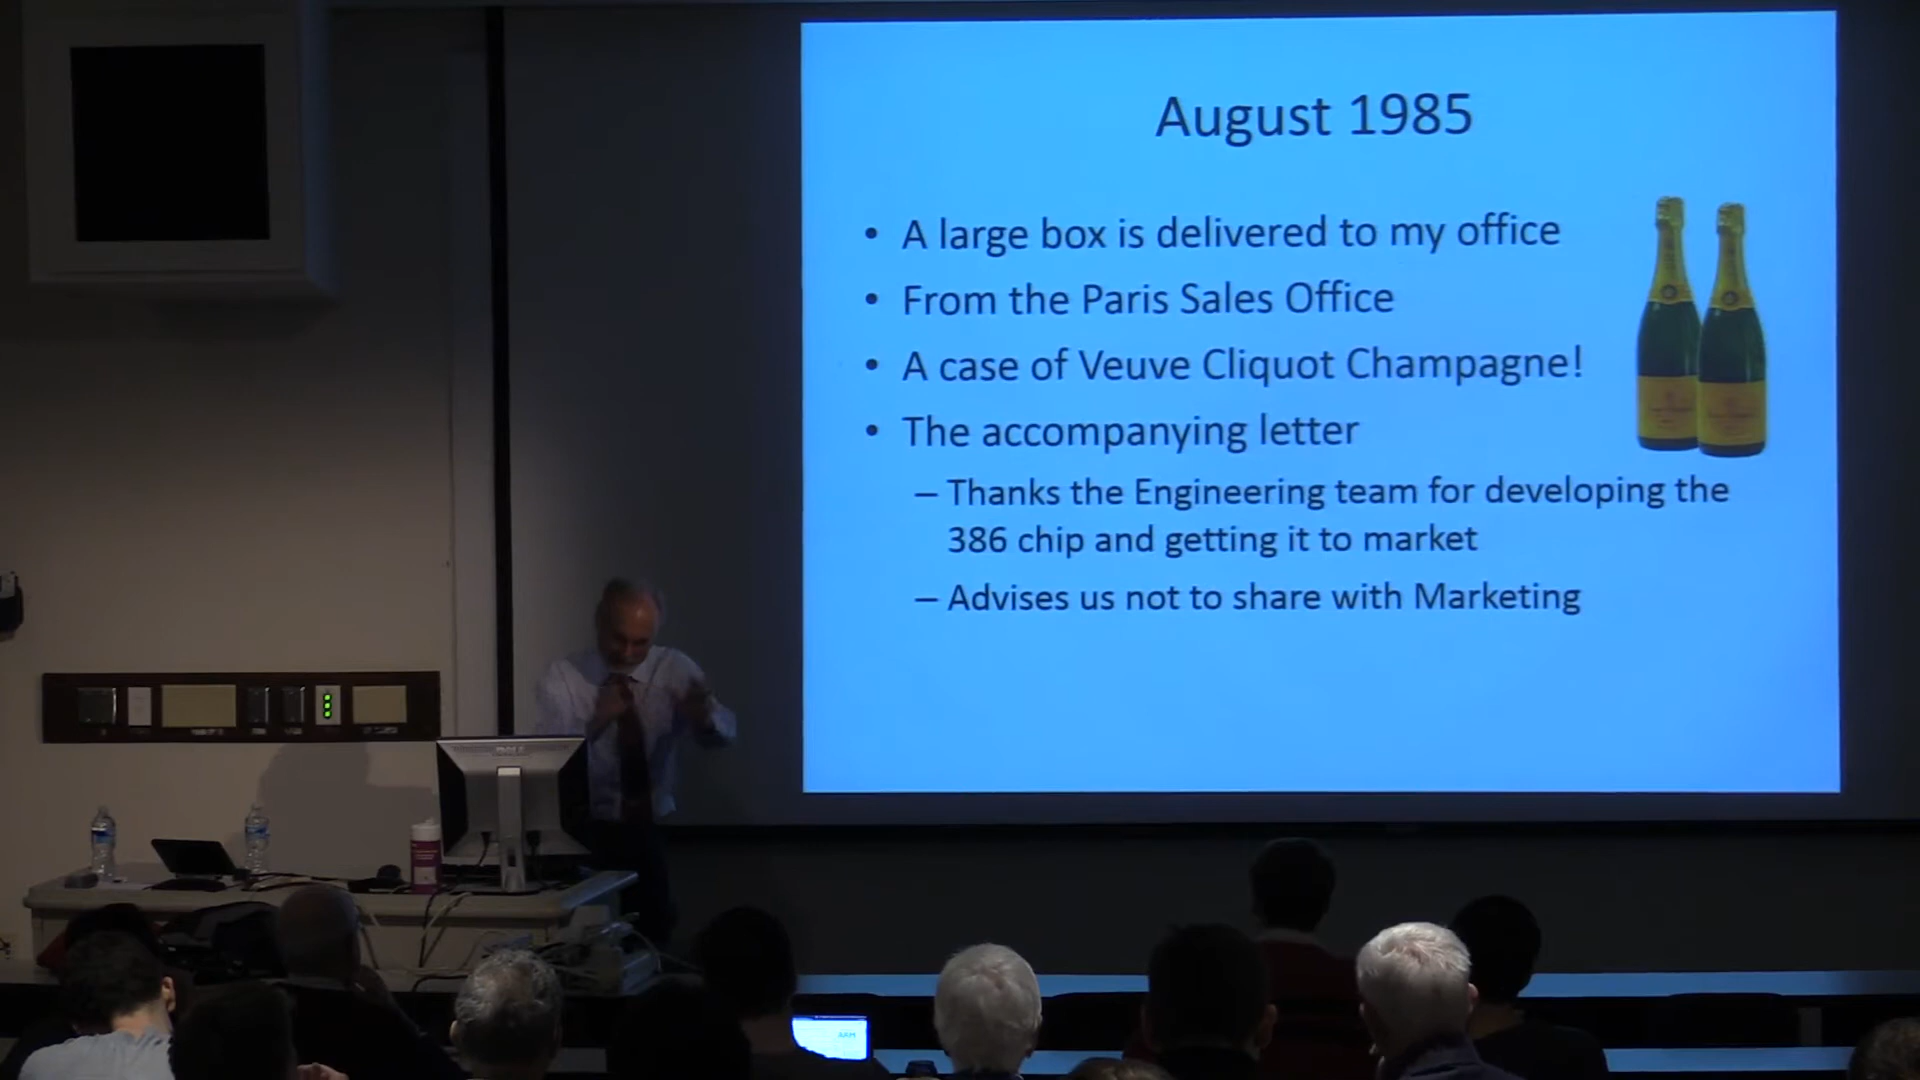 August 1985
• A large box is delivered to my office
• From the Paris Sales Office
• A case of Veuve Cliquot Champagne!
• The accompanying letter
– Thanks the Engineering team for developing the
386 chip and getting it to market
– Advises us not to share with Marketing
DELL